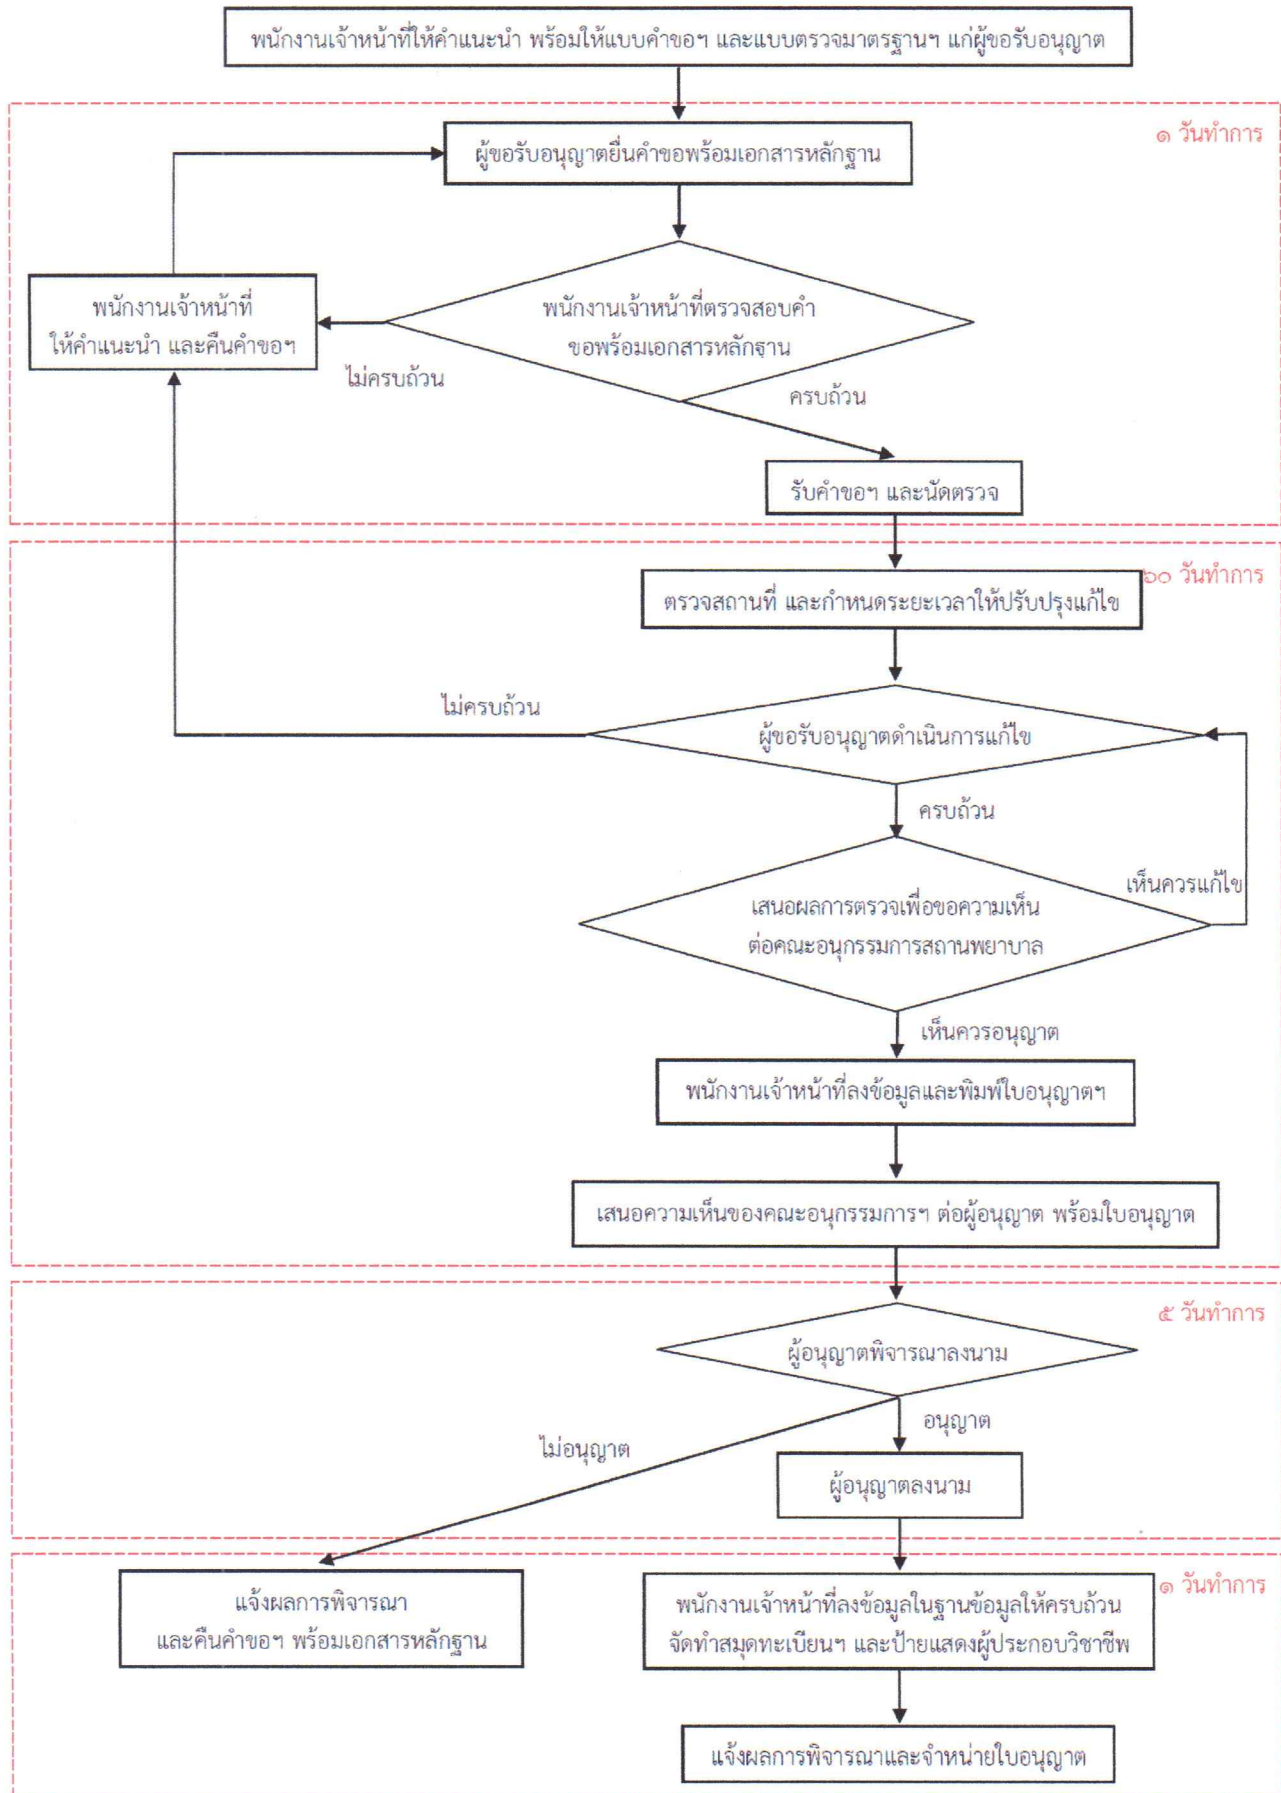 พนักงานเจ้าหน้าที่ให้คำแนะนำ พร้อมให้แบบคำขอฯ และแบบตรวจมาตรฐานฯ แก่ผู้ขอรับอนุญาต
๑ วันทำการ
ผู้ขอรับอนุญาตยื่นคำขอพร้อมเอกสารหลักฐาน
พนักงานเจ้าหน้าที่
ให้คำแนะนำ และคืนคำขอฯ
พนักงานเจ้าหน้าที่ตรวจสอบคำ
ขอพร้อมเอกสารหลักฐาน
ไม่ครบถ้วน
ครบถ้วน
รับคำขอฯ และนัดตรวจ
๖๐ วันทำการ
ตรวจสถานที่ และกำหนดระยะเวลาให้ปรับปรุงแก้ไข
ไม่ครบถ้วน
ผู้ขอรับอนุญาตดำเนินการแก้ไข
ครบถ้วน
เห็นควรแก้ไข
เสนอผลการตรวจเพื่อขอความเห็น
ต่อคณะอนุกรรมการสถานพยาบาล
เห็นควรอนุญาต
พนักงานเจ้าหน้าที่ลงข้อมูลและพิมพ์ใบอนุญาตฯ
เสนอความเห็นของคณะอนุกรรมการฯ ต่อผู้อนุญาต พร้อมใบอนุญาต
๕ วันทำการ
ผู้อนุญาตพิจารณาลงนาม
อนุญาต
ไม่อนุญาต
ผู้อนุญาตลงนาม
๑ วันทำการ
แจ้งผลการพิจารณา
และคืนคำขอฯ พร้อมเอกสารหลักฐาน
พนักงานเจ้าหน้าที่ลงข้อมูลในฐานข้อมูลให้ครบถ้วน
จัดทำสมุดทะเบียนฯ และป้ายแสดงผู้ประกอบวิชาชีพ
แจ้งผลการพิจารณาและจำหน่ายใบอนุญาต